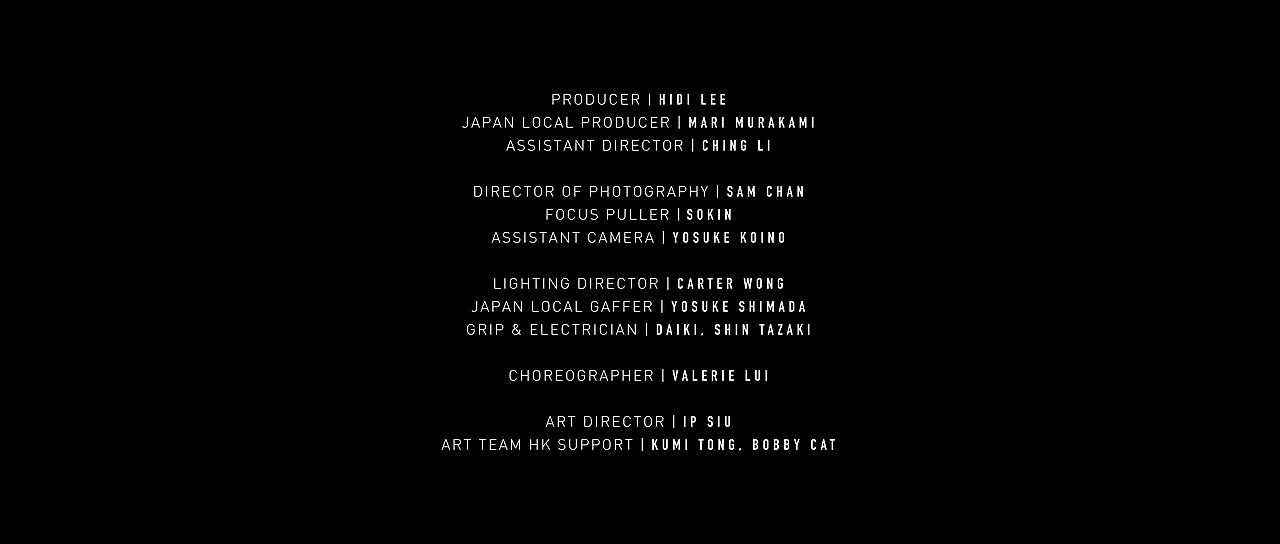 PRODUCER | HIDI LEE
JAPAN LOCAL PRODUCER | MARI MURAKAMI
ASSISTANT DIRECTOR | CHING LI
DIRECTOR OF PHOTOGRAPHY | SAM CHAN
FOCUS PULLER | SOKIN
ASSISTANT CAMERA | YOSUKE KOINO
LIGHTING DIRECTOR | CARTER WONG
JAPAN LOCAL GAFFER | YOSUKE SHIMADA
GRIP & ELECTRICIAN | DAIKI, SHIN TAZAKI
CHOREOGRAPHER | VALERIE LUI
ART DIRECTOR | IP SIU
ART TEAM HK SUPPORT | KUMI TONG, BOBBY CAT